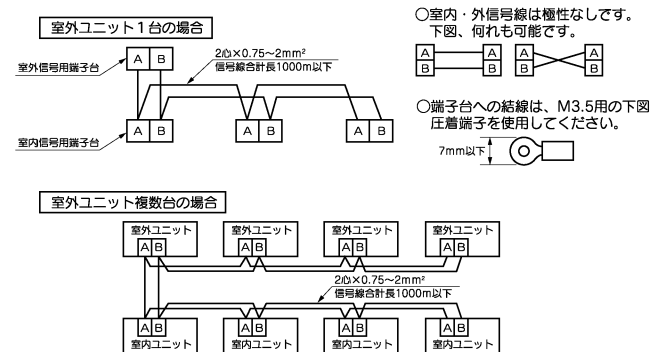 室外ユニット1台の場合
A B
室外信号用端子台
2心×0.75~2mm²
信号線合計長1000m以下
室内信号用端子台
A B
A B
A B
○室内・外信号線は極性なしです。
下図、何れも可能です。
A A
B B
A A
B B
○端子台への結線は、M3.5用の下図
圧着端子を使用してください。
7mm以下
室外ユニット複数台の場合
室外ユニット
A B
室外ユニット
A B
室外ユニット
A B
室外ユニット
A B
2心×0.75~2mm²
信号線合計長1000m以下
A B
室内ユニット
A B
室内ユニット
A B
室内ユニット
A B
室内ユニット